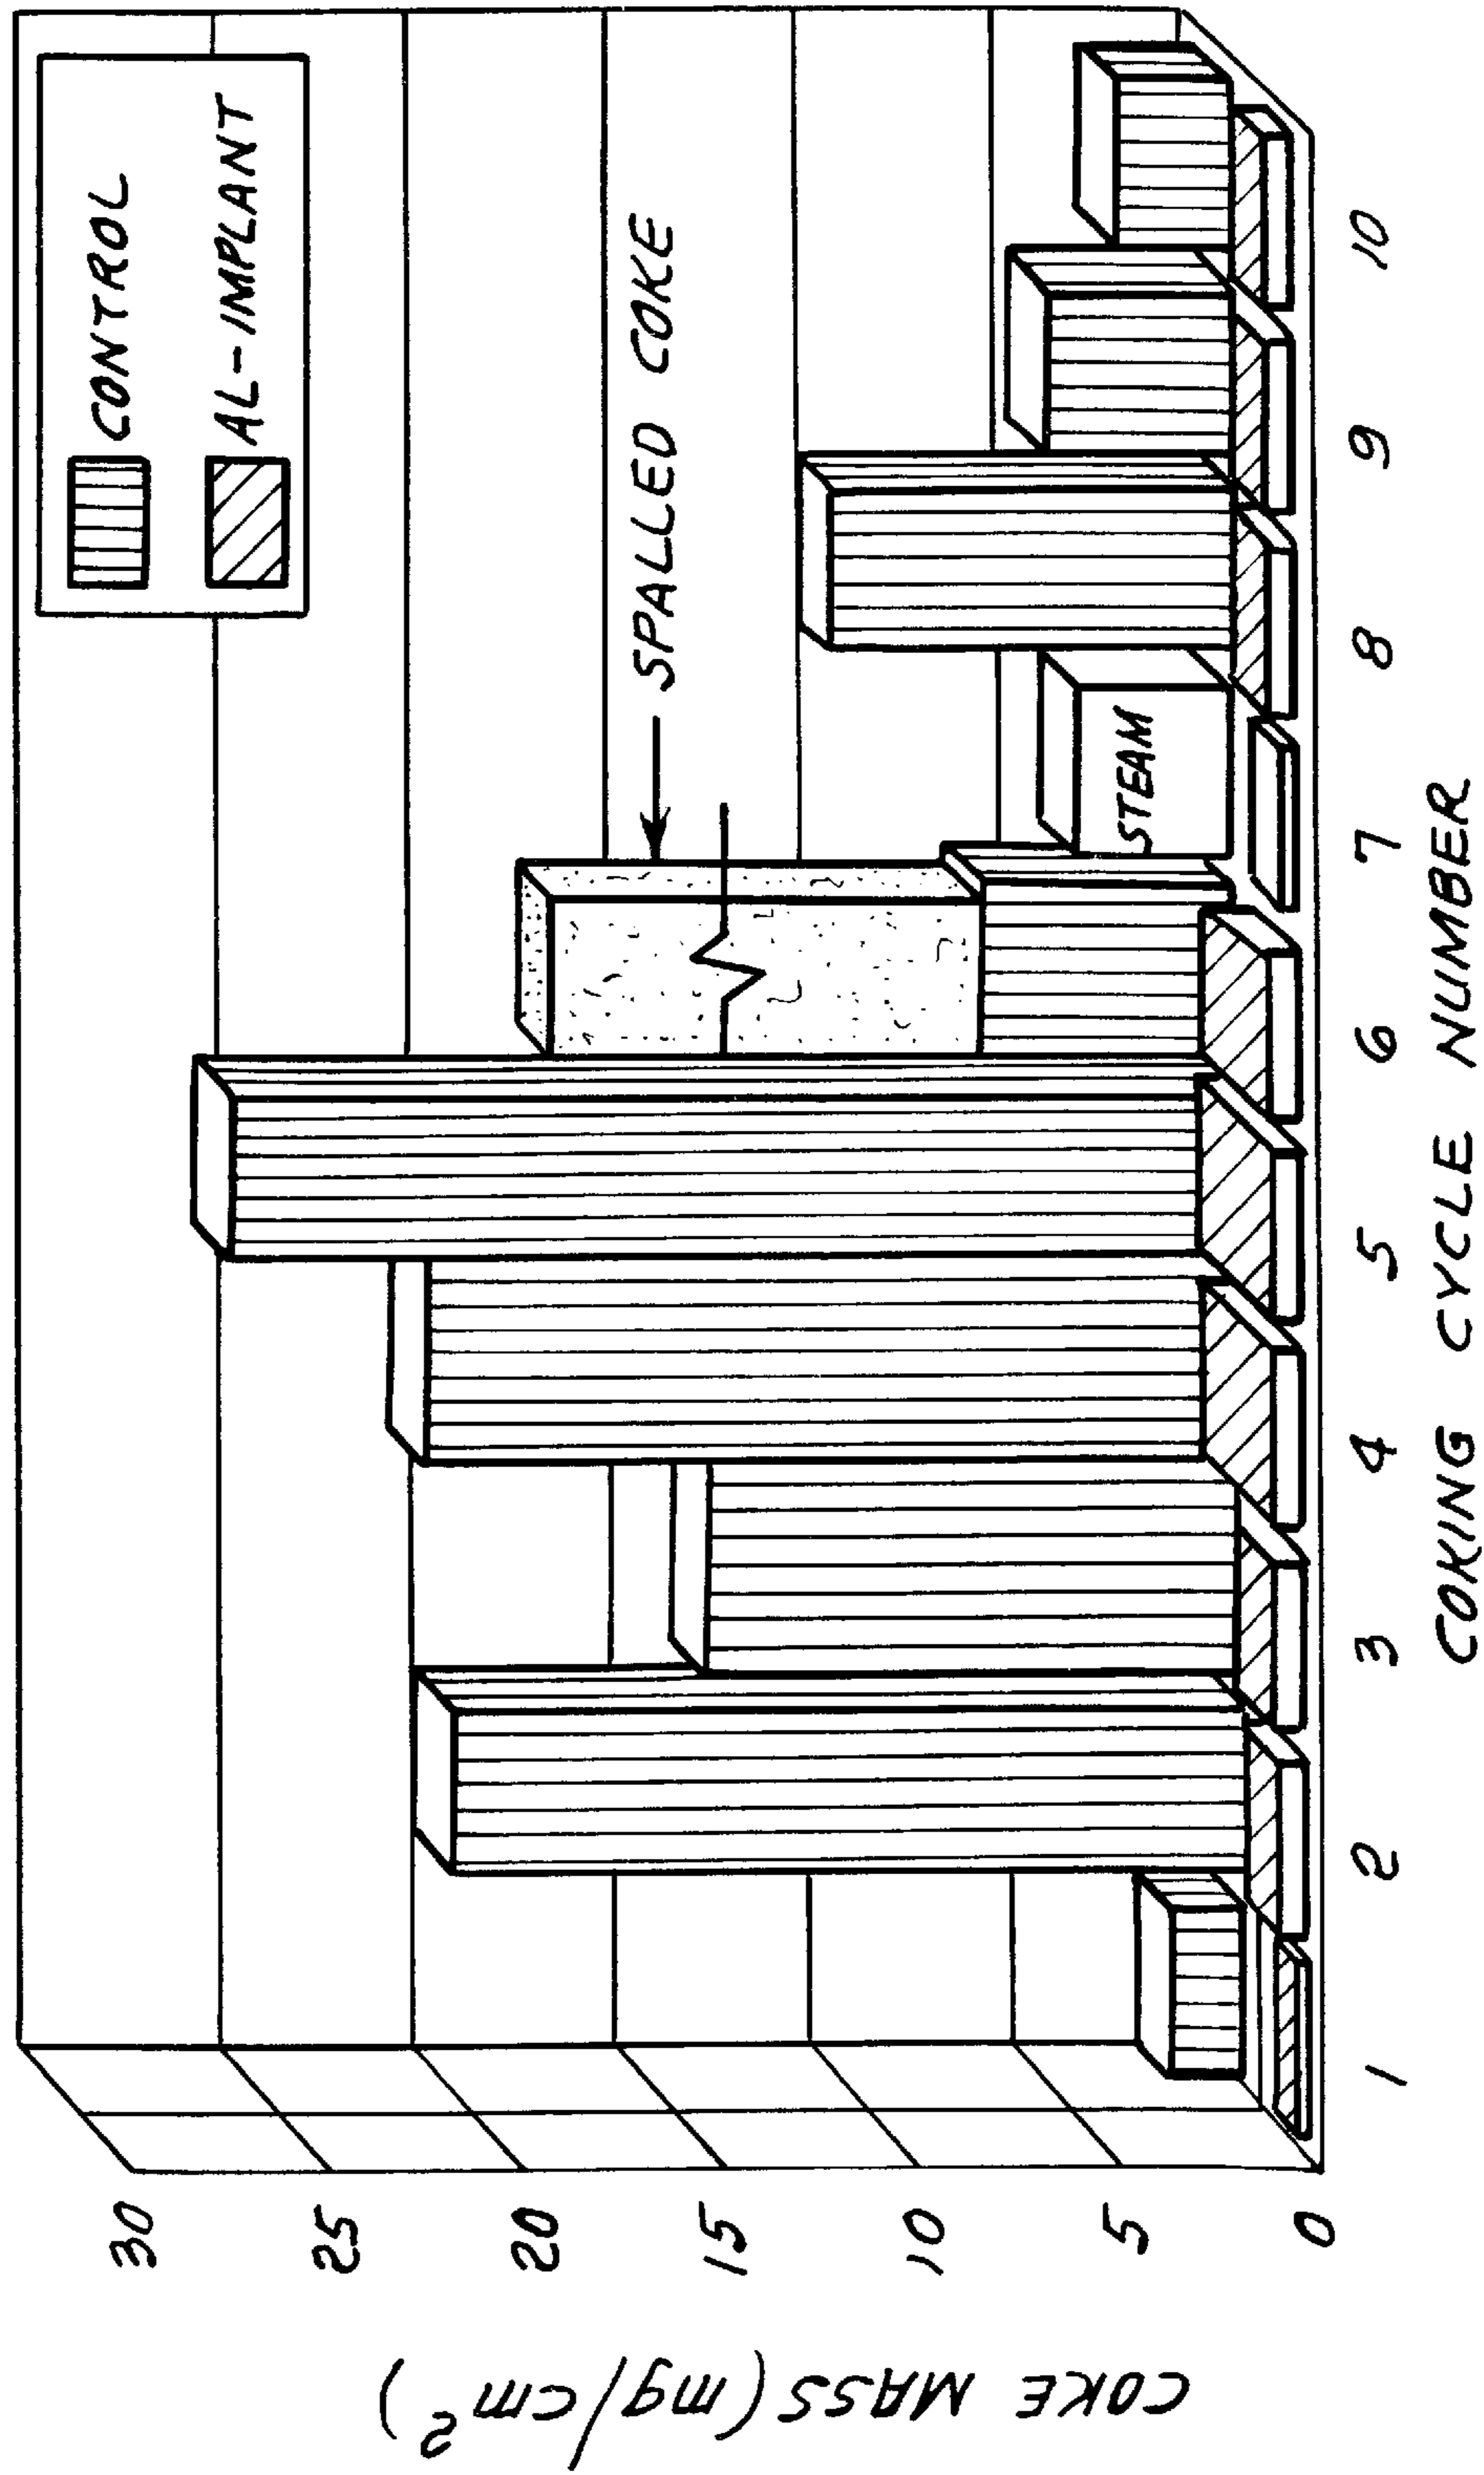 CONTROL
AL-IMPLANT
SPALLED COKE
STEAM
30
25
20
15
10
5
0
COKE MASS (mg/cm²)
1 2 3 4 5 6 7 8 9 10
COKING CYCLE NUMBER